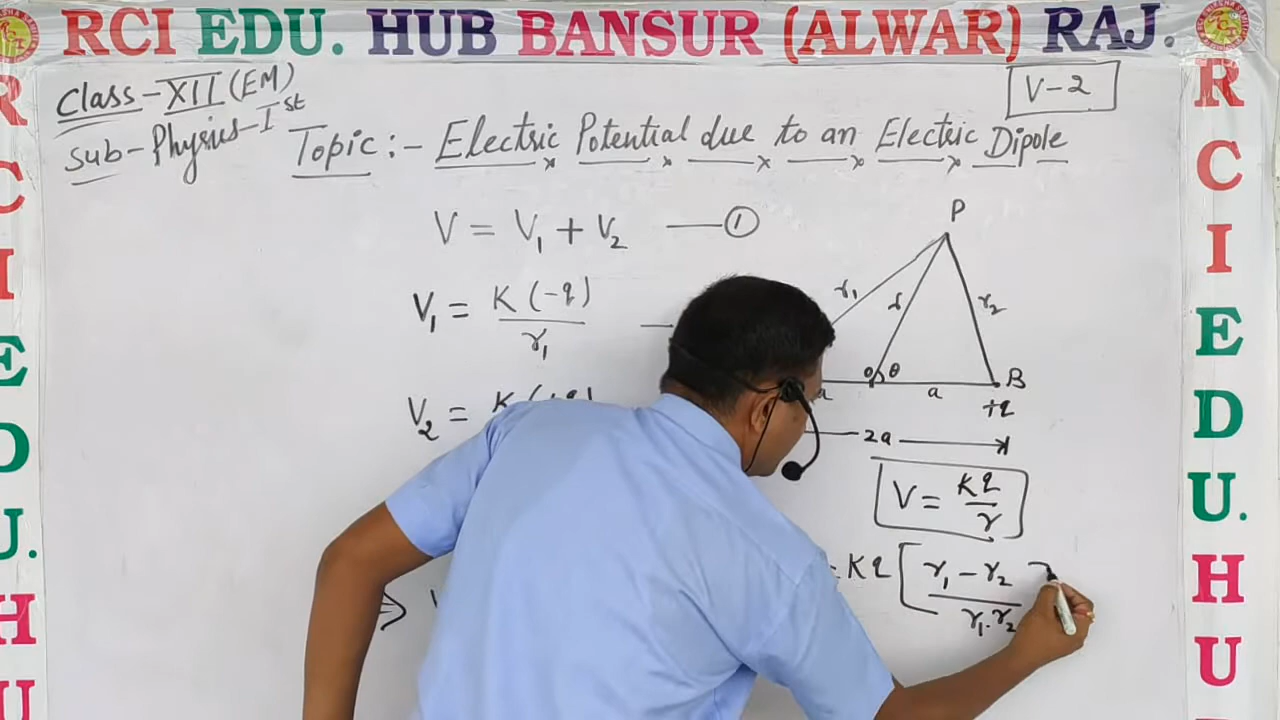 RCI EDU. HUB BANSUR (ALWAR) RAJ.
Class-XII (EM)
V-2
Sub-Physics-Ist
Topic:- Electric Potential due to an Electric Dipole
V = V₁ + V₂ —①
P
V₁ = K(-q)/r₁ —
r₁ r r₂
V₂ = K(+q)
O θ
a a B
+q
2a
V = Kq/r
= Kq [r₁ - r₂ / r₁.r₂
⇒
R C I E D U. H U
R C I E D U. H U